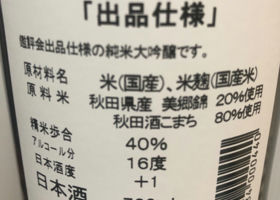 「出品仕様」
鑑評会出品仕様の純米大吟醸です。
原材料名 米(国産)、米麹(国産米)
原料米 秋田県産 美郷錦 20%使用
秋田酒こまち 80%使用
精米歩合 40%
アルコール分 16度
日本酒度 +1
日本酒